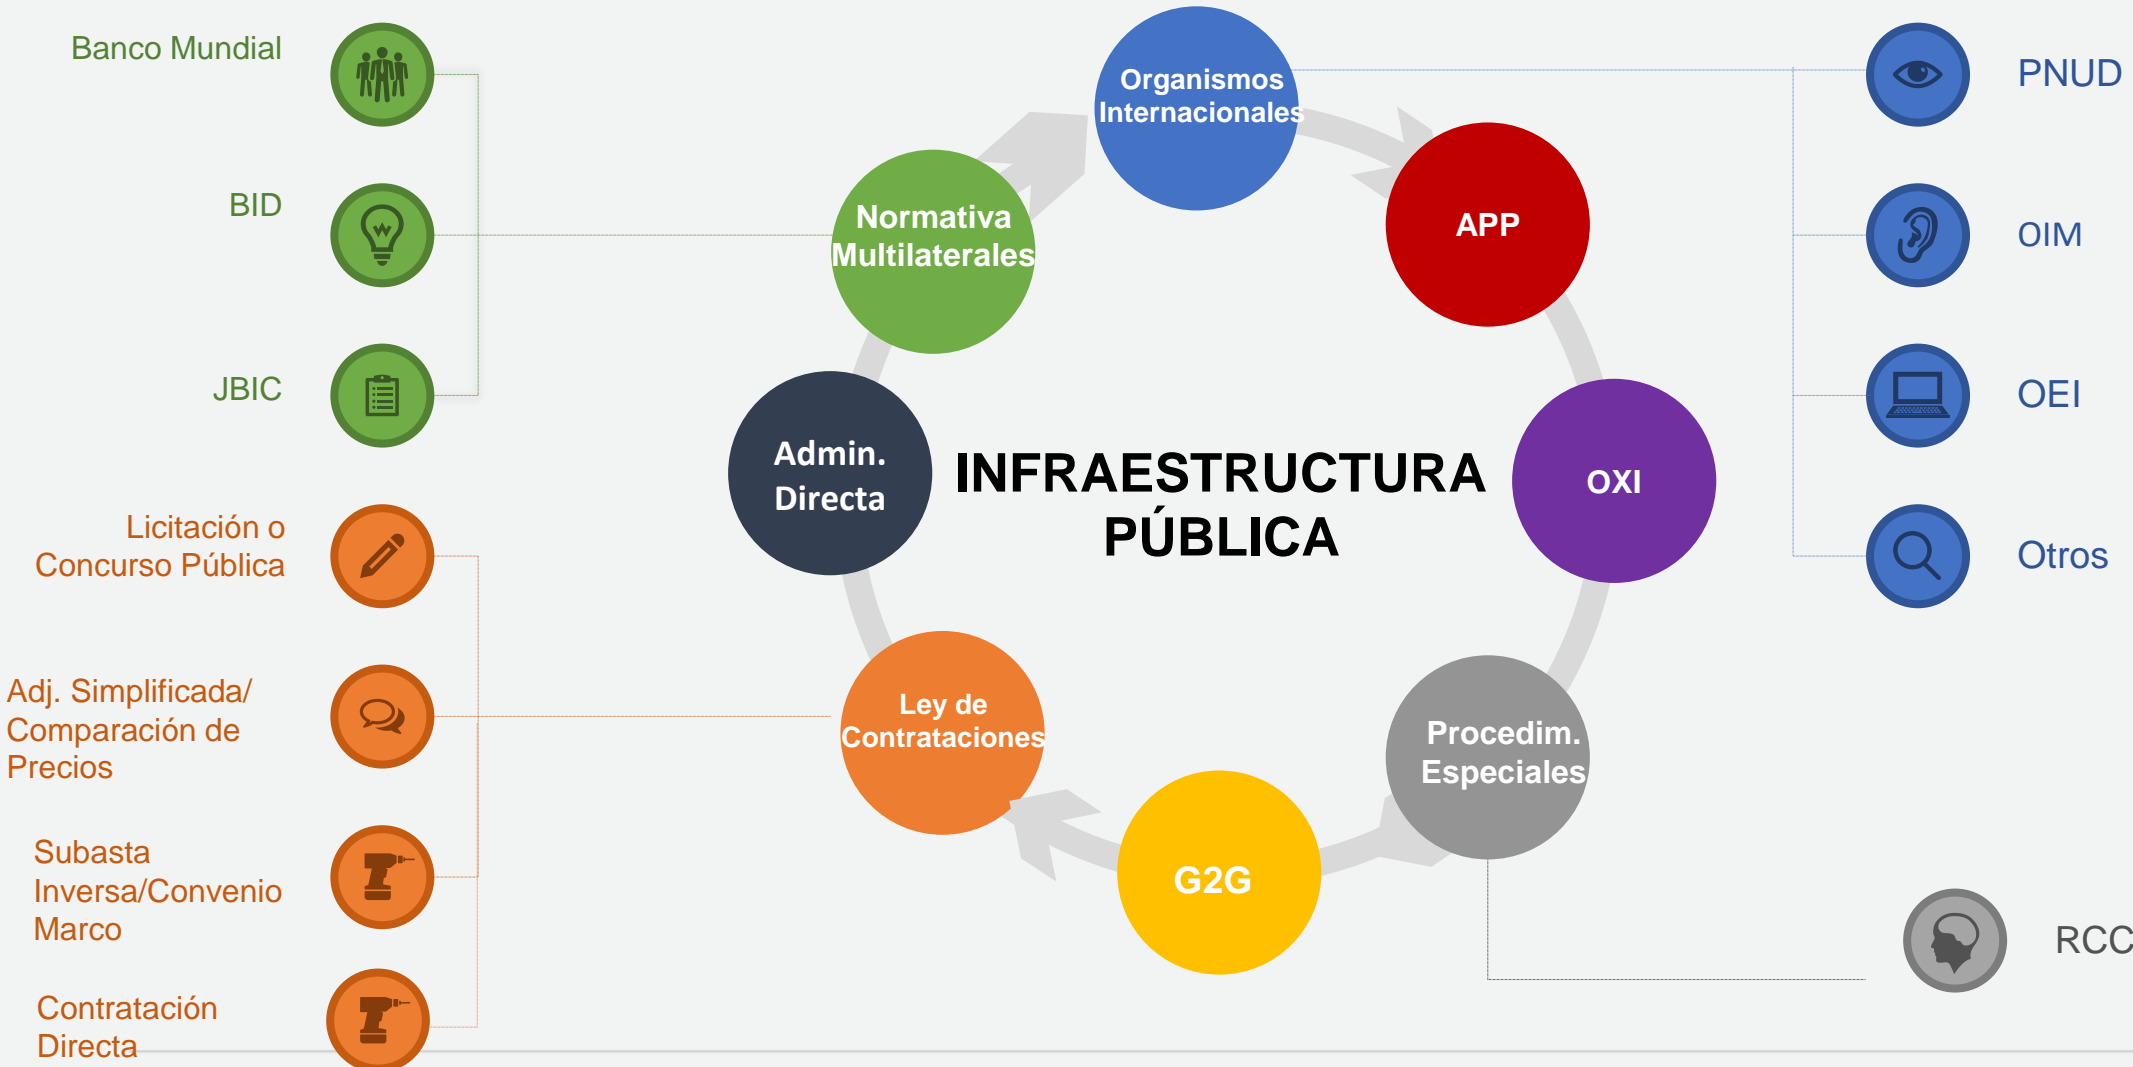 Banco Mundial
BID
JBIC
Licitación o
Concurso Pública
Adj. Simplificada/
Comparación de
Precios
Subasta
Inversa/Convenio
Marco
Contratación
Directa
Organismos
Internacionales
Normativa
Multilaterales
APP
Admin.
Directa
INFRAESTRUCTURA
PÚBLICA
OXI
Ley de
Contrataciones
Procedim.
Especiales
G2G
PNUD
OIM
OEI
Otros
RCC